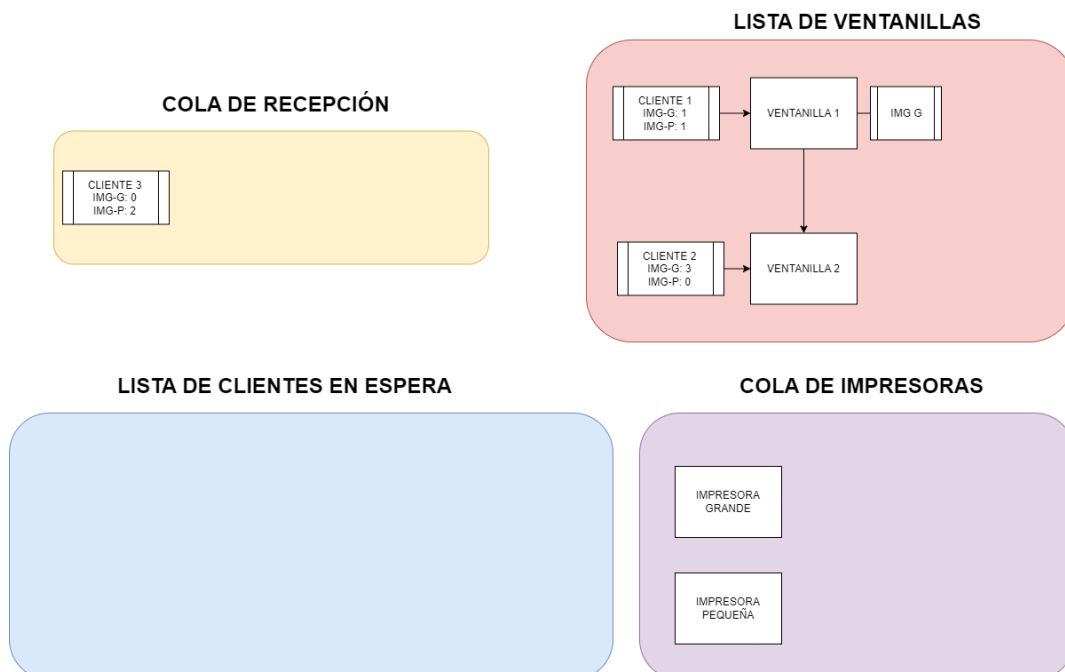 LISTA DE VENTANILLAS
COLA DE RECEPCIÓN
CLIENTE 3
IMG-G: 0
IMG-P: 2
CLIENTE 1
IMG-G: 1
IMG-P: 1
VENTANILLA 1
IMG G
CLIENTE 2
IMG-G: 3
IMG-P: 0
VENTANILLA 2
LISTA DE CLIENTES EN ESPERA
COLA DE IMPRESORAS
IMPRESORA
GRANDE
IMPRESORA
PEQUEÑA